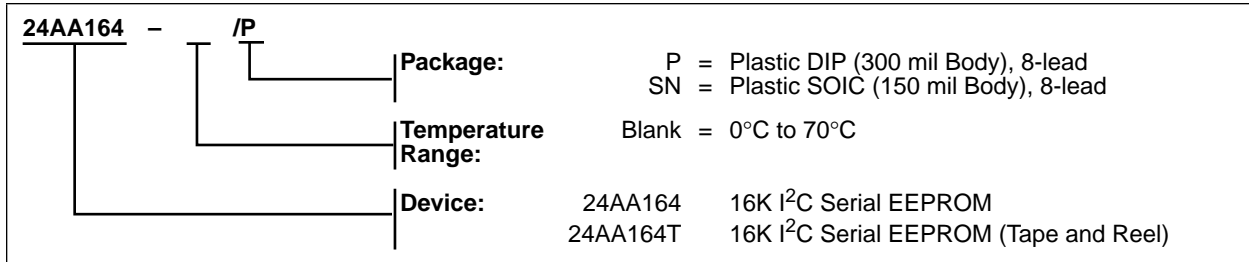 24AA164 – /P
Package: P = Plastic DIP (300 mil Body), 8-lead
SN = Plastic SOIC (150 mil Body), 8-lead
Temperature Blank = 0°C to 70°C
Range:
Device: 24AA164 16K I²C Serial EEPROM
24AA164T 16K I²C Serial EEPROM (Tape and Reel)